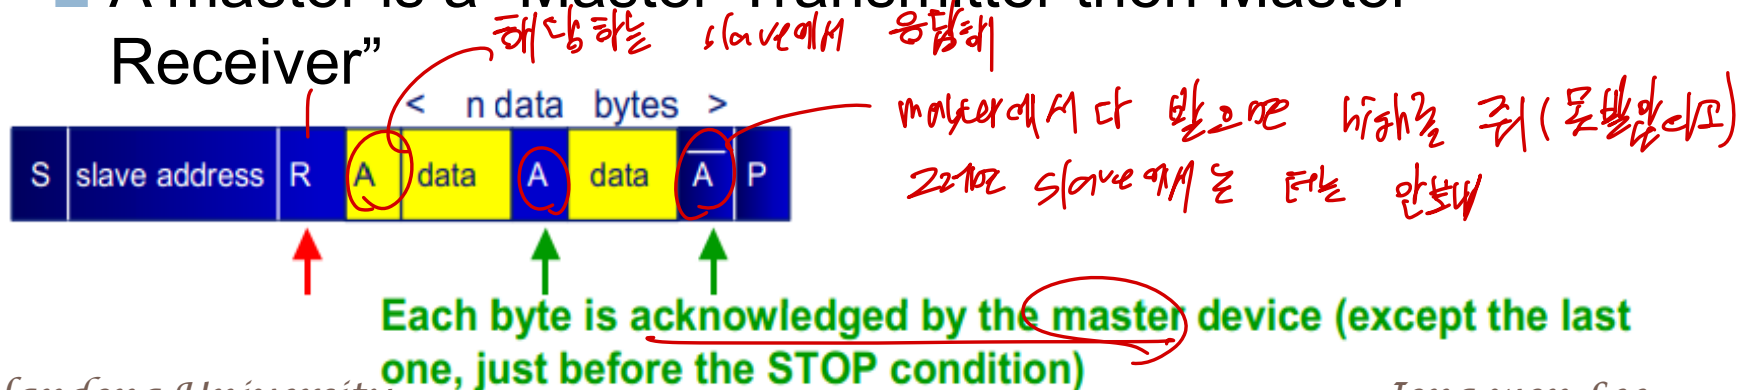 A master is a "Master Transmitter then Master
Receiver"
해당하는 slave에서 응답해
< n data bytes >
master에서 다 받으면 high를 줘 (못받았다고)
그러면 slave에서는 더는 안보내
S slave address R A data A data A P
Each byte is acknowledged by the master device (except the last
one, just before the STOP condition)
University